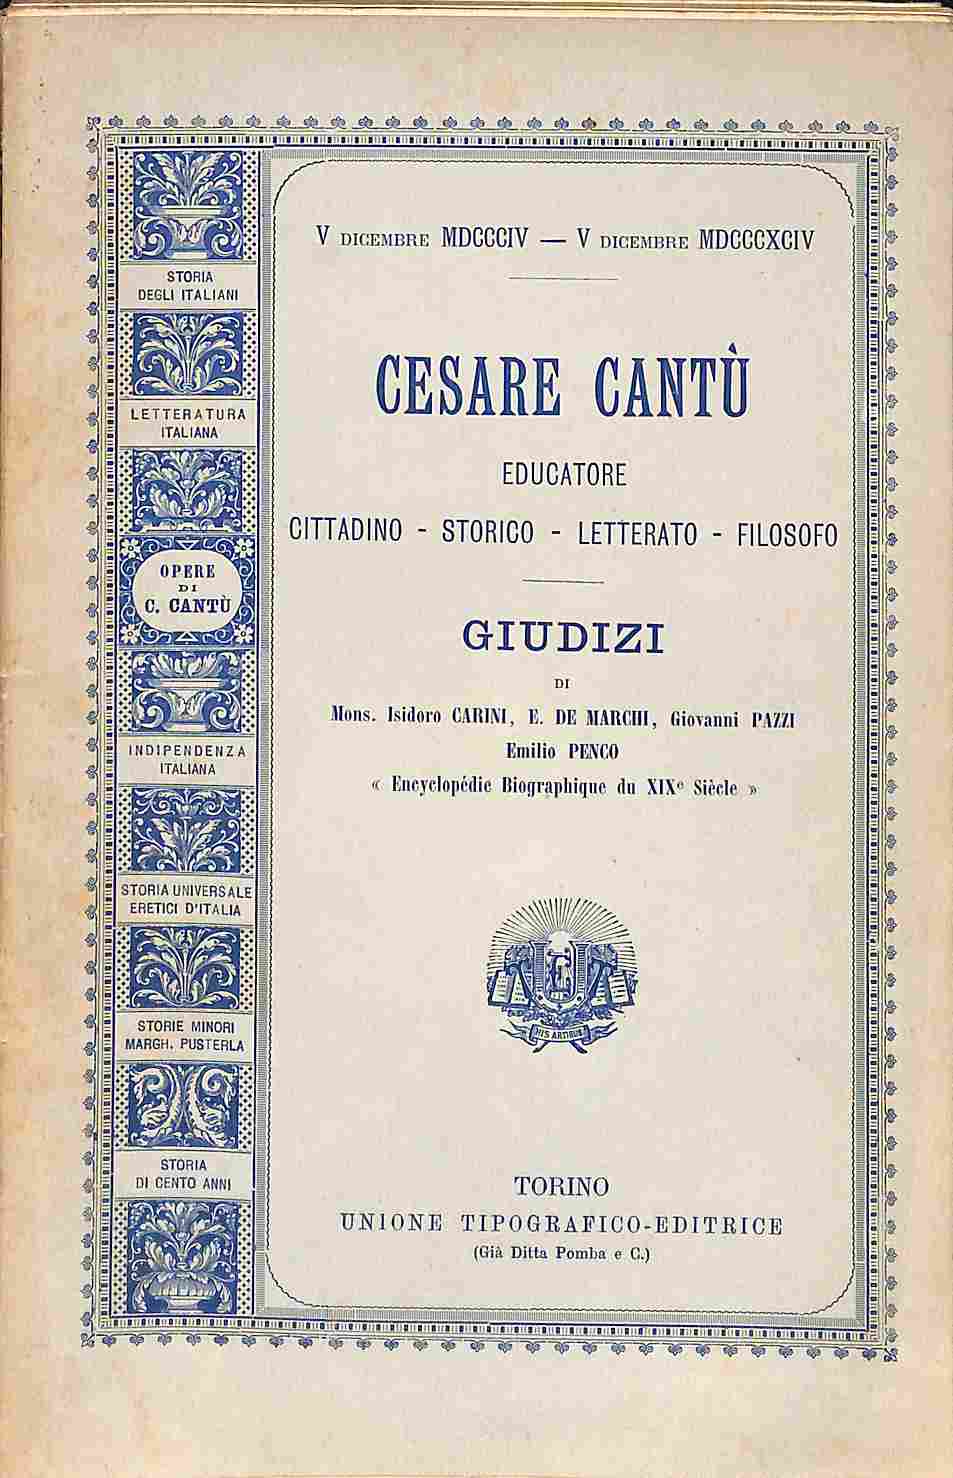 V DICEMBRE MDCCCIV — V DICEMBRE MDCCCXCIV
CESARE CANTÙ
EDUCATORE
CITTADINO - STORICO - LETTERATO - FILOSOFO
GIUDIZI
DI
Mons. Isidoro CARINI, E. DE MARCHI, Giovanni PAZZI
Emilio PENCO
« Encyclopédie Biographique du XIXe Siècle »
HIS ARTIBUS
TORINO
UNIONE TIPOGRAFICO-EDITRICE
(Già Ditta Pomba e C.)
STORIA
DEGLI ITALIANI
LETTERATURA
ITALIANA
OPERE
DI
C. CANTÙ
INDIPENDENZA
ITALIANA
STORIA UNIVERSALE
ERETICI D'ITALIA
STORIE MINORI
MARGH. PUSTERLA
STORIA
DI CENTO ANNI